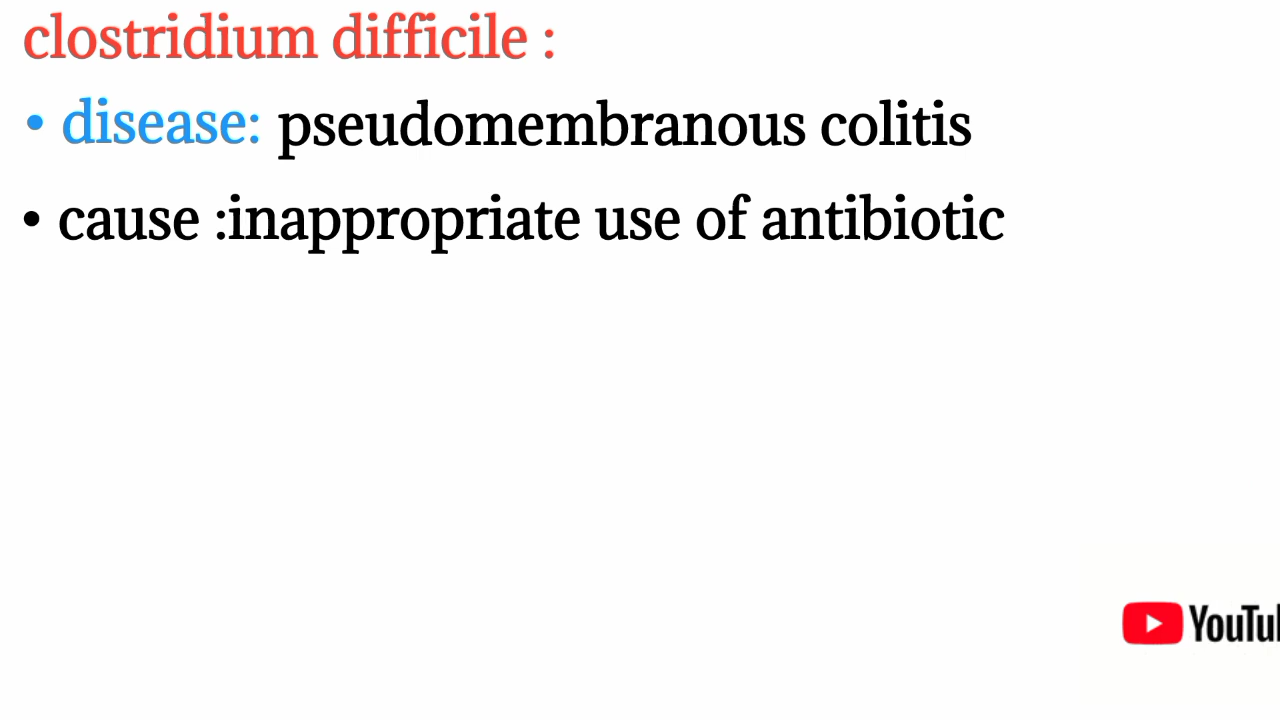 clostridium difficile :
• disease: pseudomembranous colitis
• cause :inappropriate use of antibiotic
YouTu